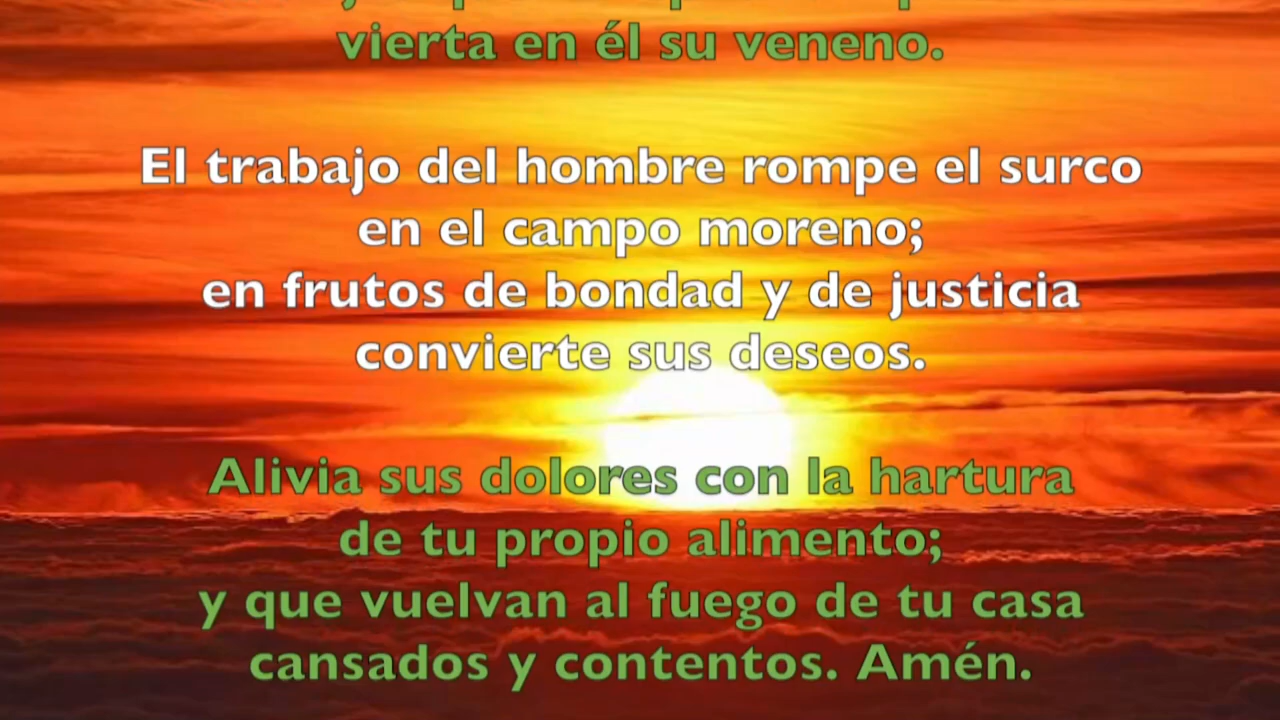 vierta en él su veneno.
El trabajo del hombre rompe el surco
en el campo moreno;
en frutos de bondad y de justicia
convierte sus deseos.
Alivia sus dolores con la hartura
de tu propio alimento;
y que vuelvan al fuego de tu casa
cansados y contentos. Amén.